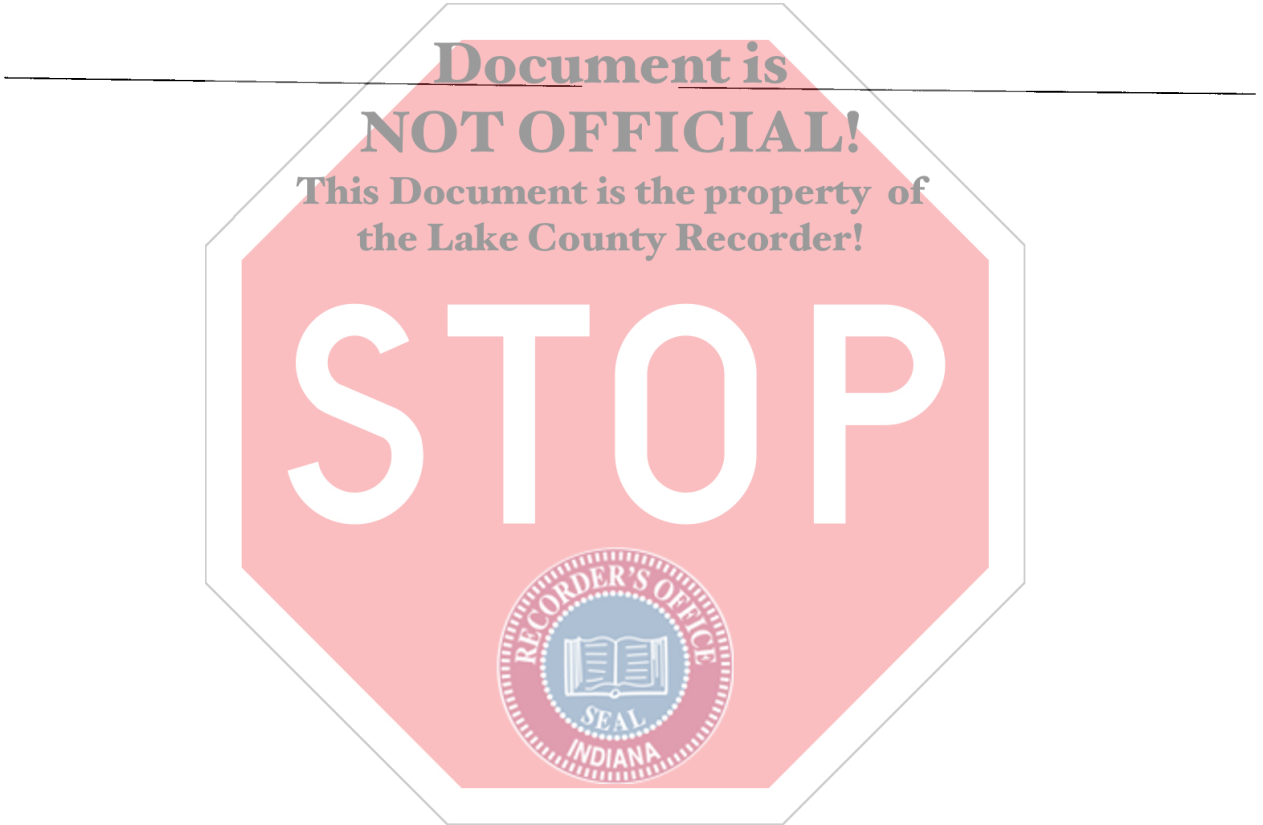 Document is
NOT OFFICIAL!
This Document is the property of
the Lake County Recorder!
STOP
RECORDER'S OFFICE
SEAL
INDIANA